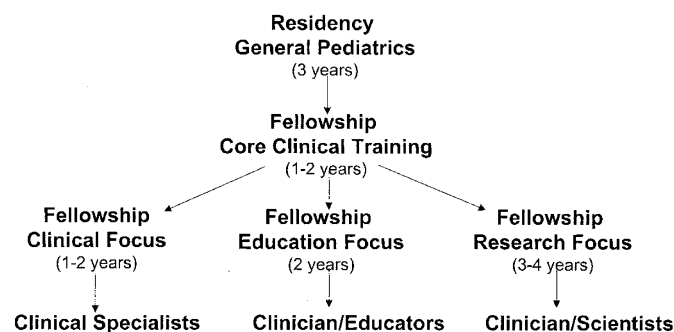 Residency
General Pediatrics
(3 years)
Fellowship
Core Clinical Training
(1-2 years)
Fellowship
Clinical Focus
(1-2 years)
Fellowship
Education Focus
(2 years)
Fellowship
Research Focus
(3-4 years)
Clinical Specialists
Clinician/Educators
Clinician/Scientists